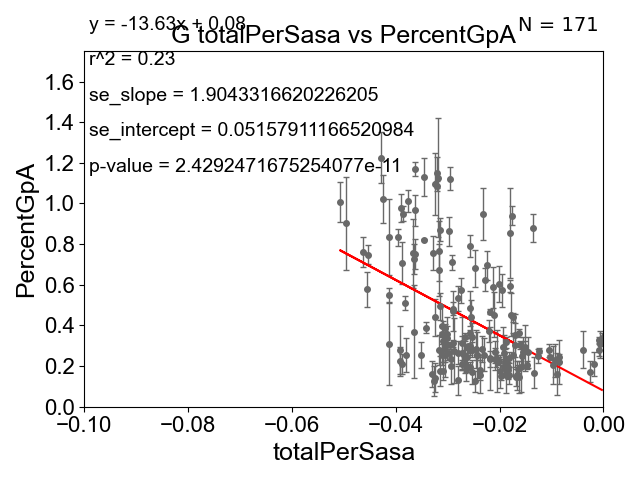 y = -13.63x + 0.08
N = 171
G totalPerSasa vs PercentGpA
r^2 = 0.23
se_slope = 1.9043316620226205
se_intercept = 0.05157911166520984
p-value = 2.4292471675254077e-11
PercentGpA
1.6
1.4
1.2
1.0
0.8
0.6
0.4
0.2
0.0
−0.10 −0.08 −0.06 −0.04 −0.02 0.00
totalPerSasa